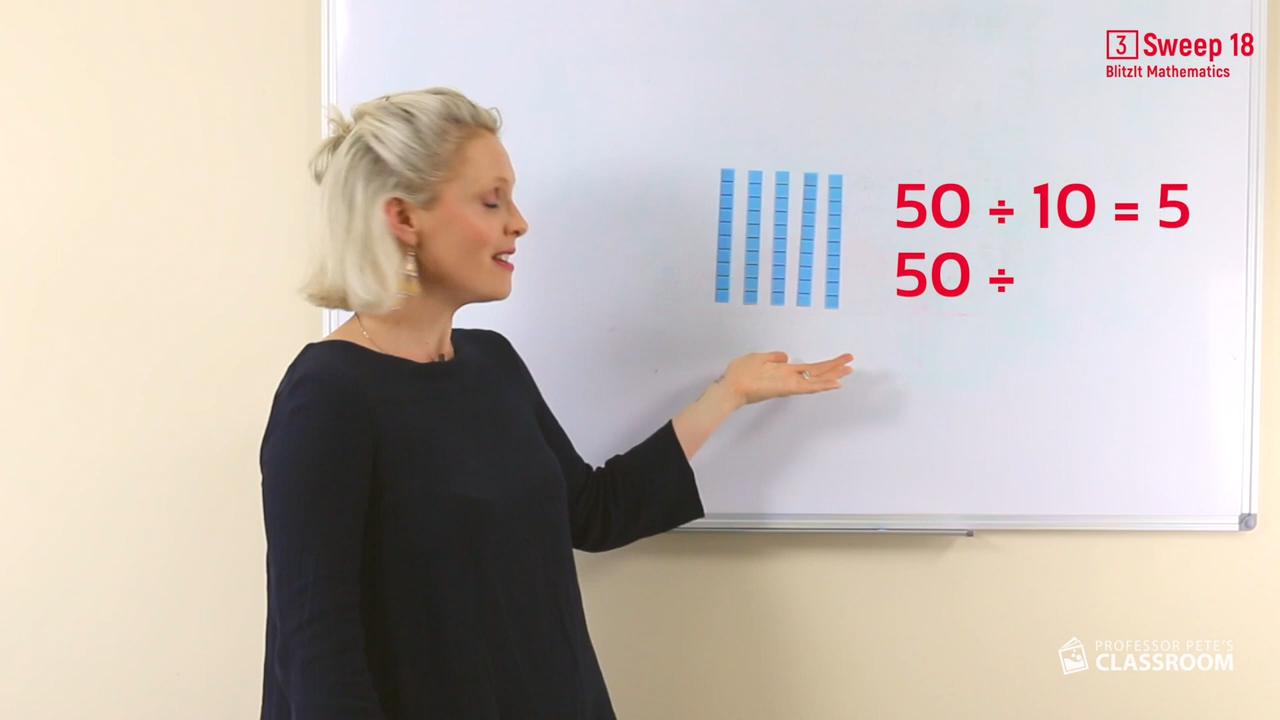 3 Sweep 18
BlitzIt Mathematics
50 ÷ 10 = 5
50 ÷
PROFESSOR PETE'S
CLASSROOM